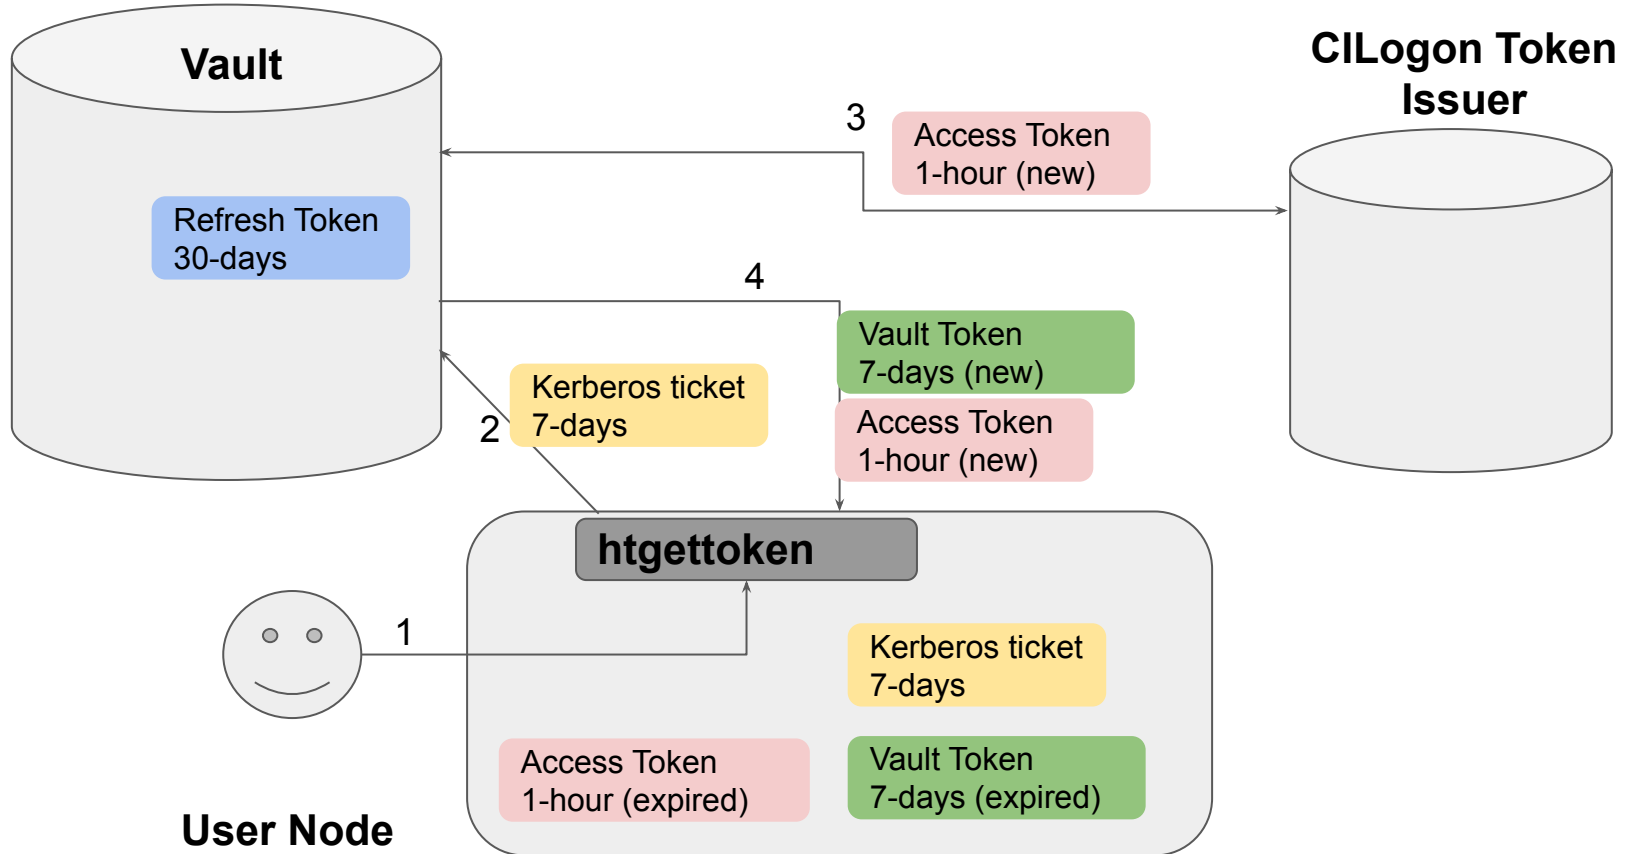 Vault
CILogon Token
Issuer
3
Access Token
1-hour (new)
Refresh Token
30-days
4
Vault Token
7-days (new)
Kerberos ticket
7-days
2
Access Token
1-hour (new)
htgettoken
1
Kerberos ticket
7-days
Access Token
1-hour (expired)
Vault Token
7-days (expired)
User Node